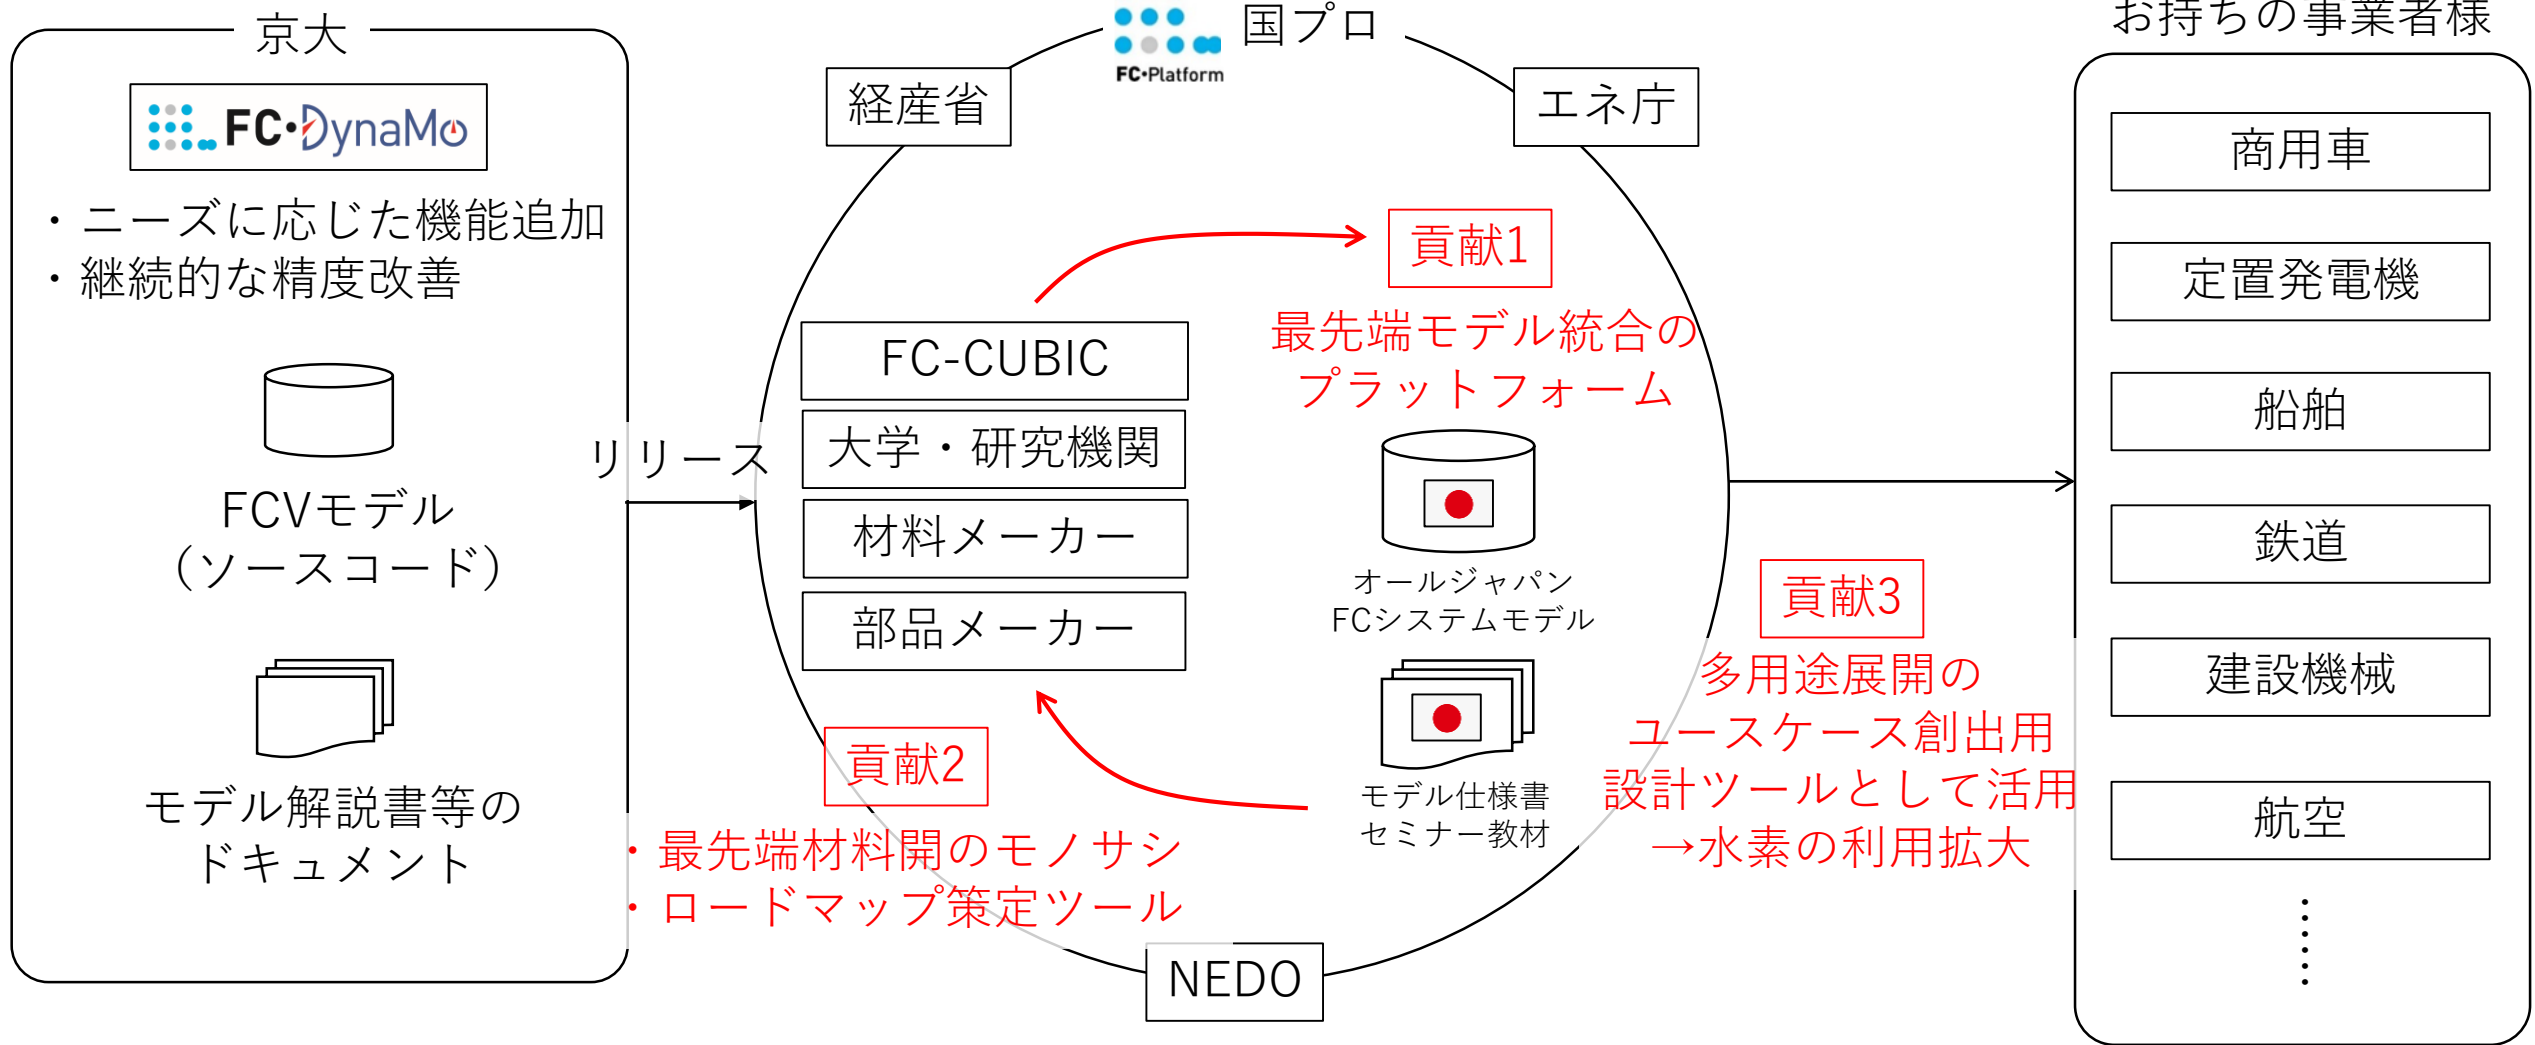 京大
FC・DynaMo
・ニーズに応じた機能追加
・継続的な精度改善
FCVモデル
（ソースコード）
モデル解説書等の
ドキュメント
リリース
FC・Platform
国プロ
経産省
エネ庁
FC-CUBIC
大学・研究機関
材料メーカー
部品メーカー
貢献1
最先端モデル統合の
プラットフォーム
オールジャパン
FCシステムモデル
モデル仕様書
セミナー教材
貢献2
・最先端材料開のモノサシ
・ロードマップ策定ツール
NEDO
貢献3
多用途展開の
ユースケース創出用
設計ツールとして活用
→水素の利用拡大
お持ちの事業者様
商用車
定置発電機
船舶
鉄道
建設機械
航空
⋯⋯